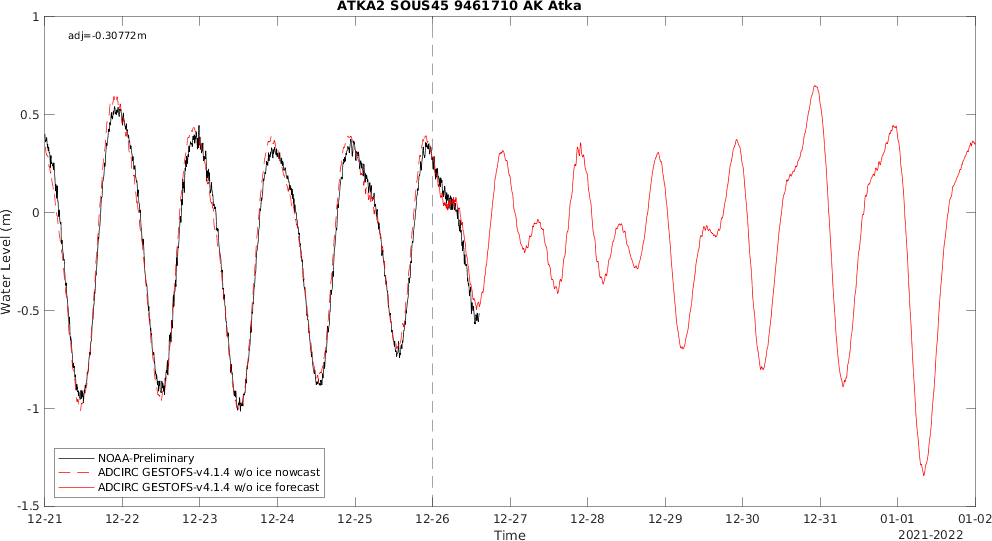 ATKA2 SOUS45 9461710 AK Atka
adj=-0.30772m
1
0.5
0
-0.5
-1
-1.5
Water Level (m)
NOAA-Preliminary
ADCIRC GESTOFS-v4.1.4 w/o ice nowcast
ADCIRC GESTOFS-v4.1.4 w/o ice forecast
12-21 12-22 12-23 12-24 12-25 12-26 12-27 12-28 12-29 12-30 12-31 01-01 01-02
Time
2021-2022